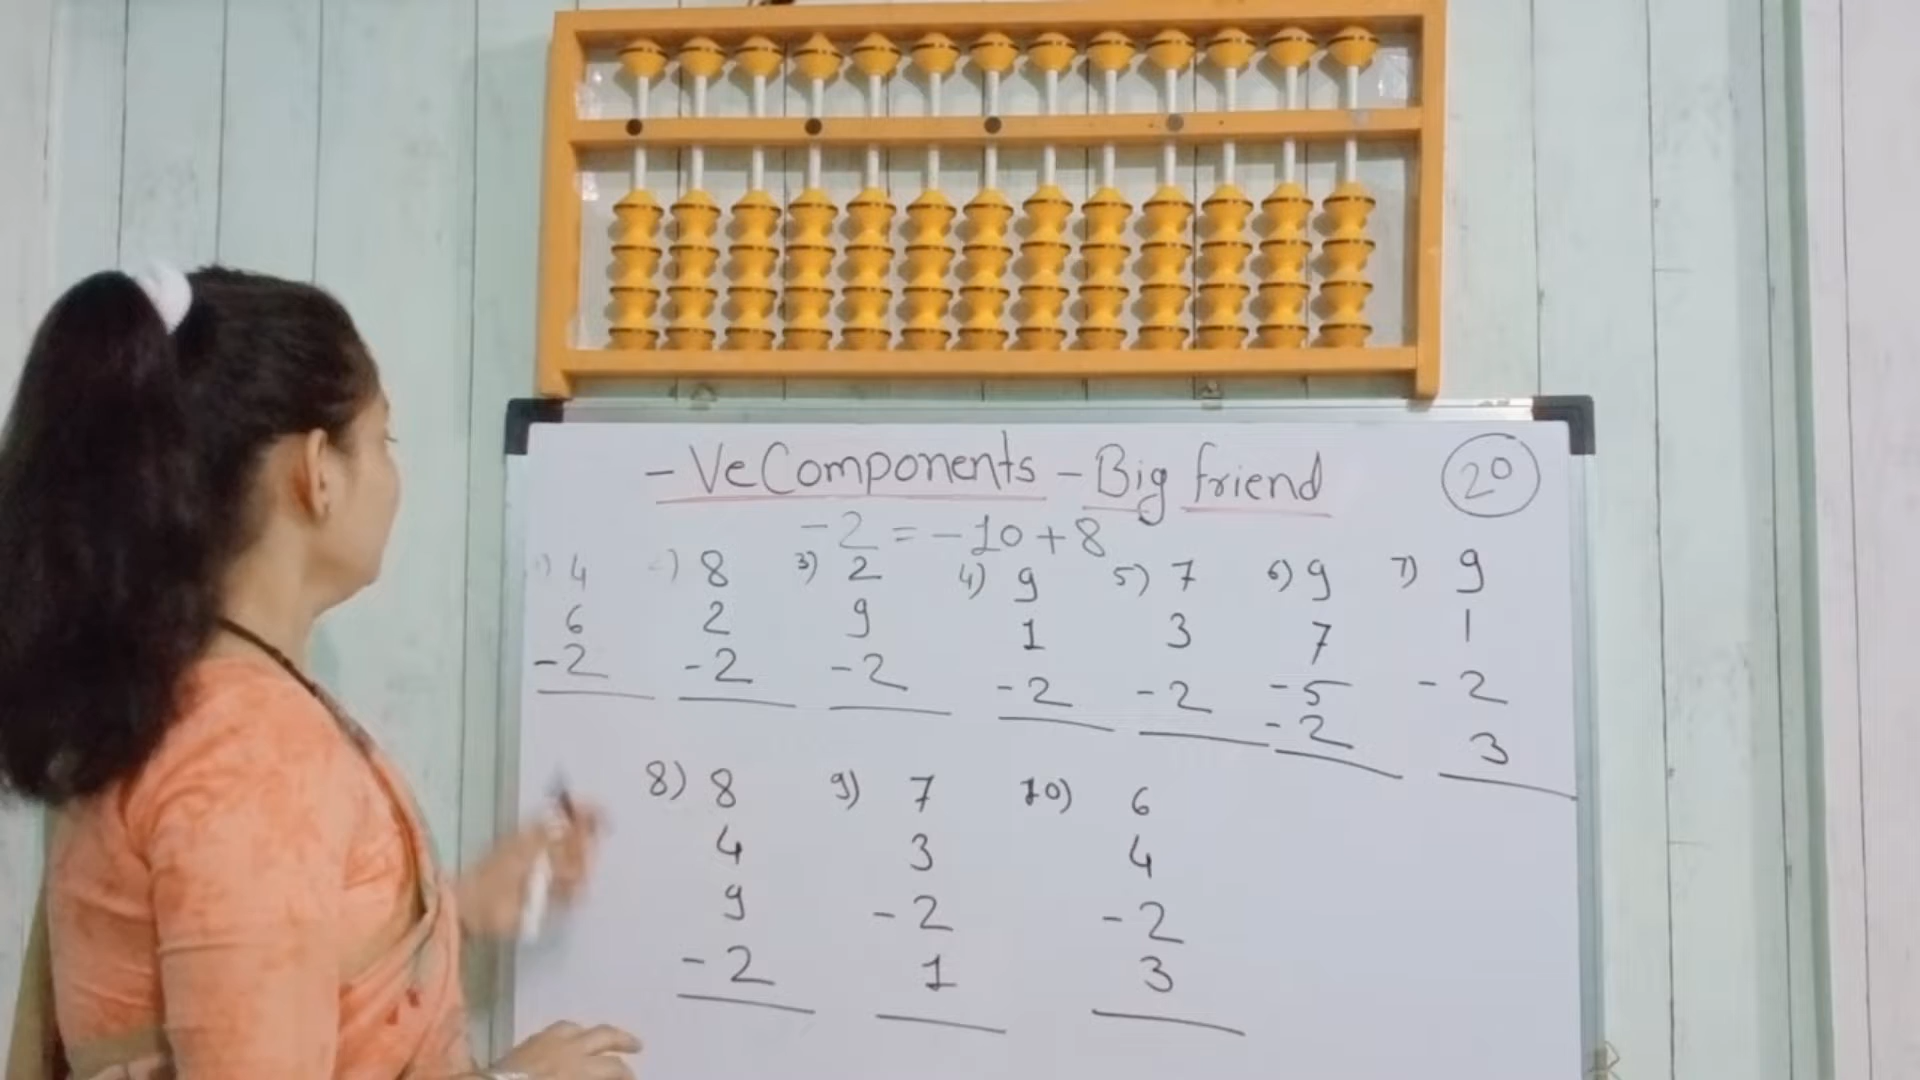 -Ve Components - Big friend
20
-2 = -10 + 8
1) 4 2) 8 3) 2 4) 9 5) 7 6) 9 7) 9
6 2 9 1 3 7 1
-2 -2 -2 -2 -2 -5 -2
-2 3
8) 8 9) 7 10) 6
4 3 4
9 -2 -2
-2 1 3